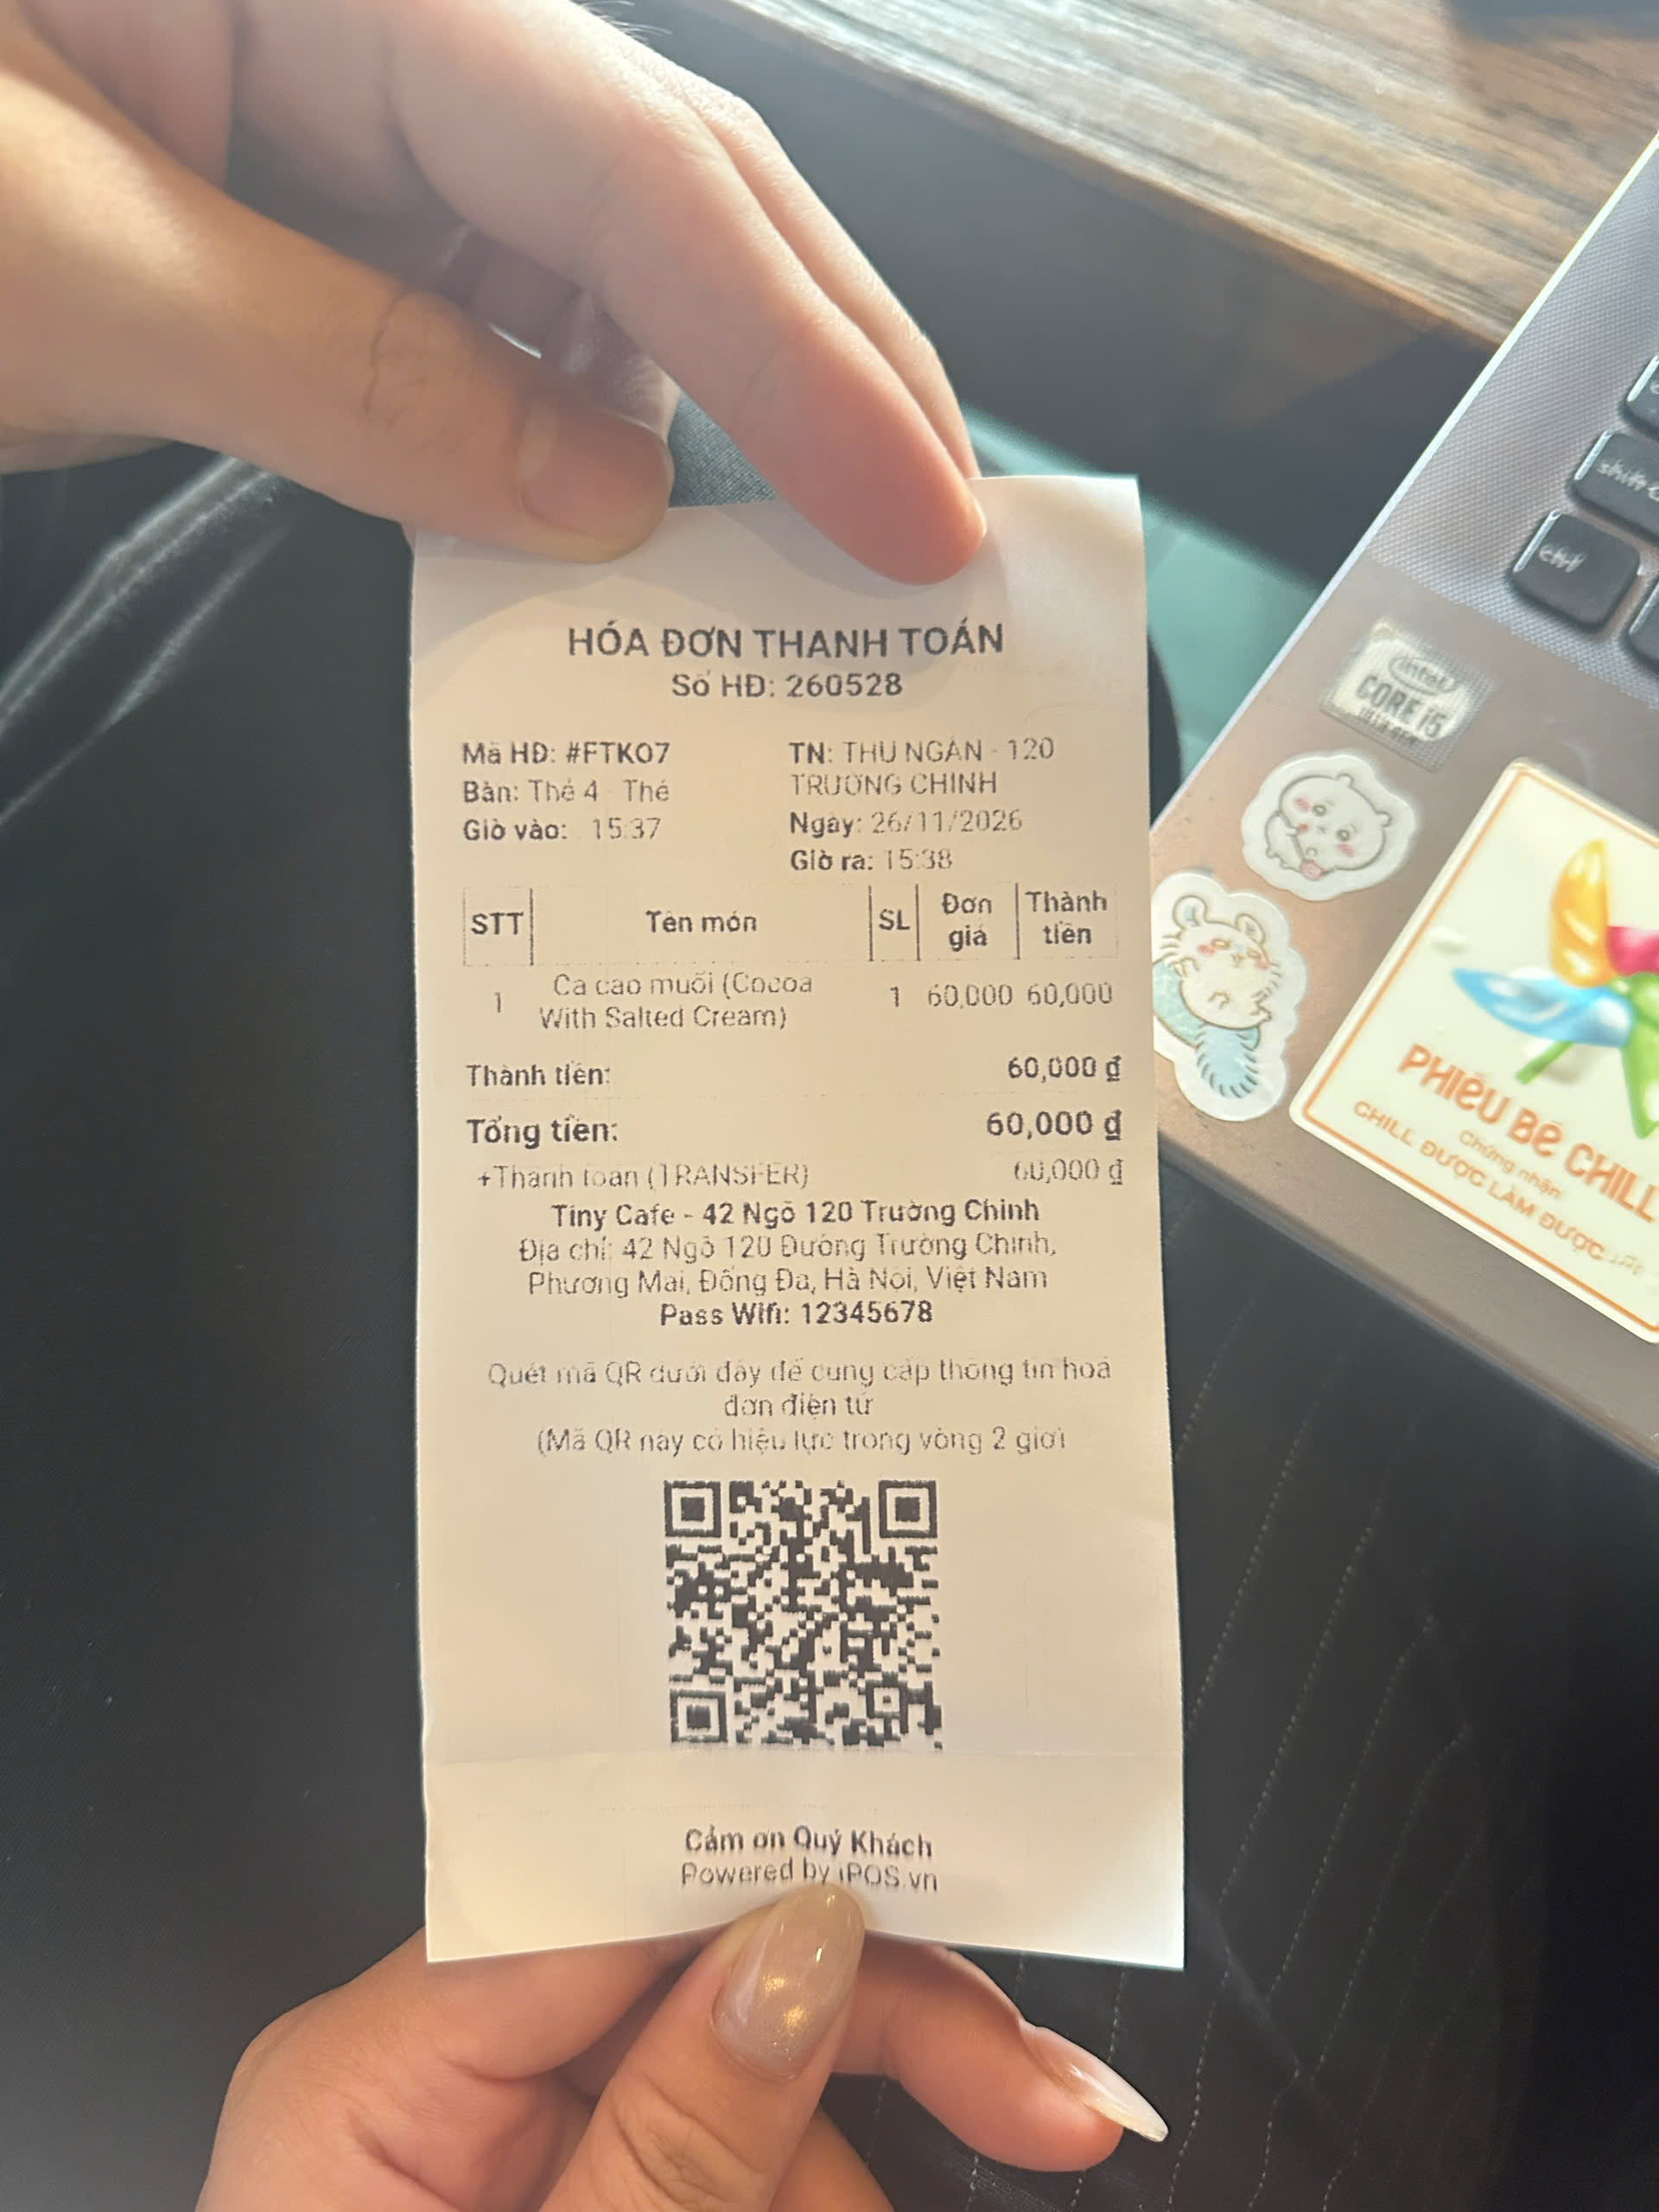 HÓA ĐƠN THANH TOÁN
Số HĐ: 260528
Mã HĐ: #FTKO7
TN: THU NGÂN - 120
TRƯỜNG CHINH
Bàn: Thẻ 4 Thẻ
Ngày: 26/11/2026
Giờ vào: 15:37
Giờ ra: 15:38
STT Tên món SL Đơn giá Thành tiền
1 Ca cao muối (Cocoa 1 60,000 60,000
With Salted Cream)
Thành tiền: 60,000 đ
Tổng tiền: 60,000 đ
+Thanh toán (TRANSFER) 60,000 đ
Tiny Cafe - 42 Ngõ 120 Trường Chinh
Địa chỉ: 42 Ngõ 120 Đường Trường Chinh,
Phương Mai, Đống Đa, Hà Nội, Việt Nam
Pass Wifi: 12345678
Quét mã QR dưới đây để cung cấp thông tin hoá
đơn điện tử
(Mã QR này có hiệu lực trong vòng 2 giờ)
Cảm ơn Quý Khách
Powered by iPOS.vn
shift
ctrl
intel
CORE i5
PHIẾU BÉ CHILL
Chứng nhận
CHILL ĐƯỢC LÀM ĐƯỢC